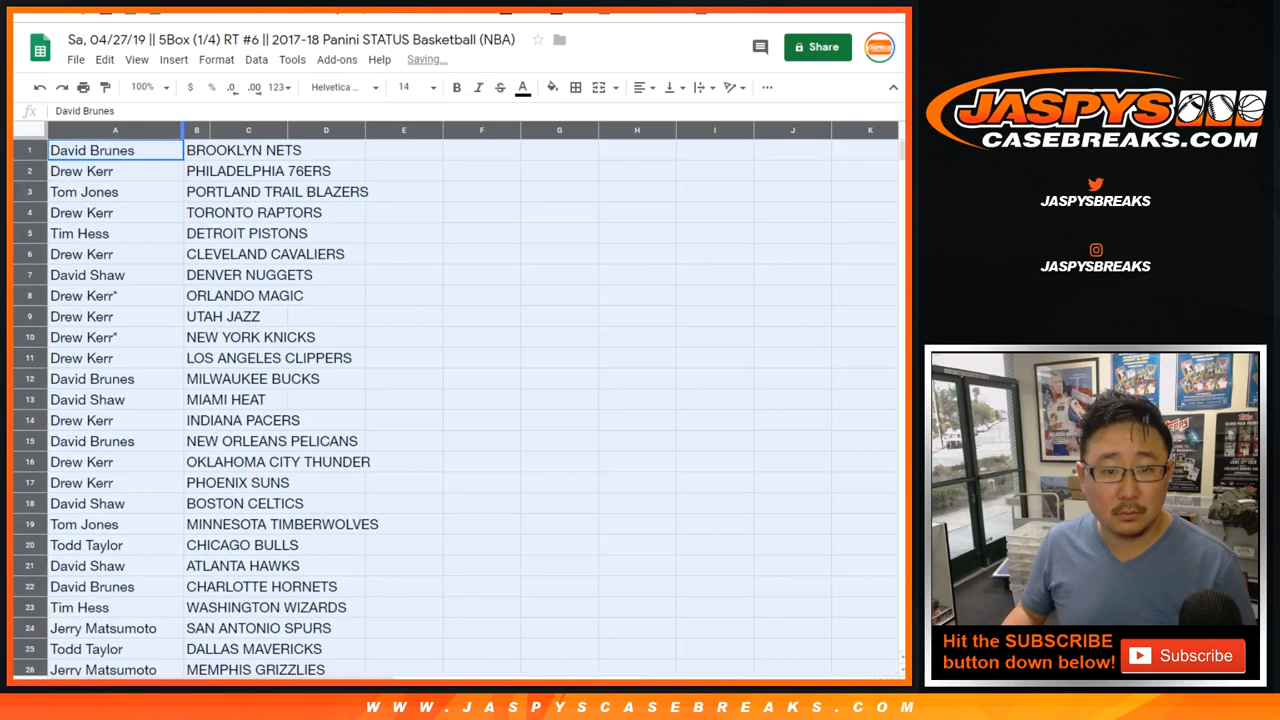 Sa, 04/27/19 || 5Box (1/4) RT #6 || 2017-18 Panini STATUS Basketball (NBA)
File Edit View Insert Format Data Tools Add-ons Help Saving...
Share
100% $ % .0 .00 123 Helvetica ... 14 B I S A
fx David Brunes
A B C D E F G H I J K
1 David Brunes BROOKLYN NETS
2 Drew Kerr PHILADELPHIA 76ERS
3 Tom Jones PORTLAND TRAIL BLAZERS
4 Drew Kerr TORONTO RAPTORS
5 Tim Hess DETROIT PISTONS
6 Drew Kerr CLEVELAND CAVALIERS
7 David Shaw DENVER NUGGETS
8 Drew Kerr* ORLANDO MAGIC
9 Drew Kerr UTAH JAZZ
10 Drew Kerr* NEW YORK KNICKS
11 Drew Kerr LOS ANGELES CLIPPERS
12 David Brunes MILWAUKEE BUCKS
13 David Shaw MIAMI HEAT
14 Drew Kerr INDIANA PACERS
15 David Brunes NEW ORLEANS PELICANS
16 Drew Kerr OKLAHOMA CITY THUNDER
17 Drew Kerr PHOENIX SUNS
18 David Shaw BOSTON CELTICS
19 Tom Jones MINNESOTA TIMBERWOLVES
20 Todd Taylor CHICAGO BULLS
21 David Shaw ATLANTA HAWKS
22 David Brunes CHARLOTTE HORNETS
23 Tim Hess WASHINGTON WIZARDS
24 Jerry Matsumoto SAN ANTONIO SPURS
25 Todd Taylor DALLAS MAVERICKS
26 Jerry Matsumoto MEMPHIS GRIZZLIES
JASPYS
CASEBREAKS.COM
JASPYSBREAKS
JASPYSBREAKS
Hit the SUBSCRIBE
button down below!
Subscribe
WWW.JASPYSCASEBREAKS.COM